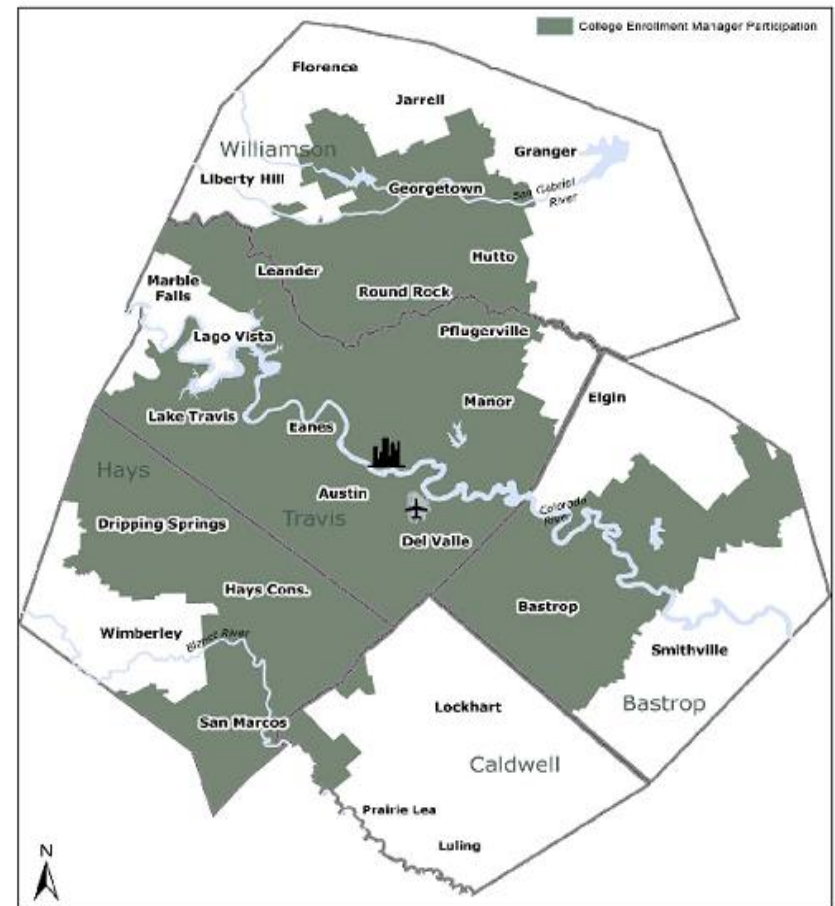 College Enrollment Manager Participation
Florence
Jarrell
Williamson
Granger
Liberty Hill
Georgetown
San Gabriel
River
Hutto
Leander
Round Rock
Marble
Falls
Pflugerville
Lago Vista
Elgin
Manor
Lake Travis
Eanes
Hays
Austin
Colorado
River
Travis
Dripping Springs
Del Valle
Hays Cons.
Bastrop
Wimberley
Blanco River
Smithville
Bastrop
San Marcos
Lockhart
Caldwell
Prairie Lea
Luling
N